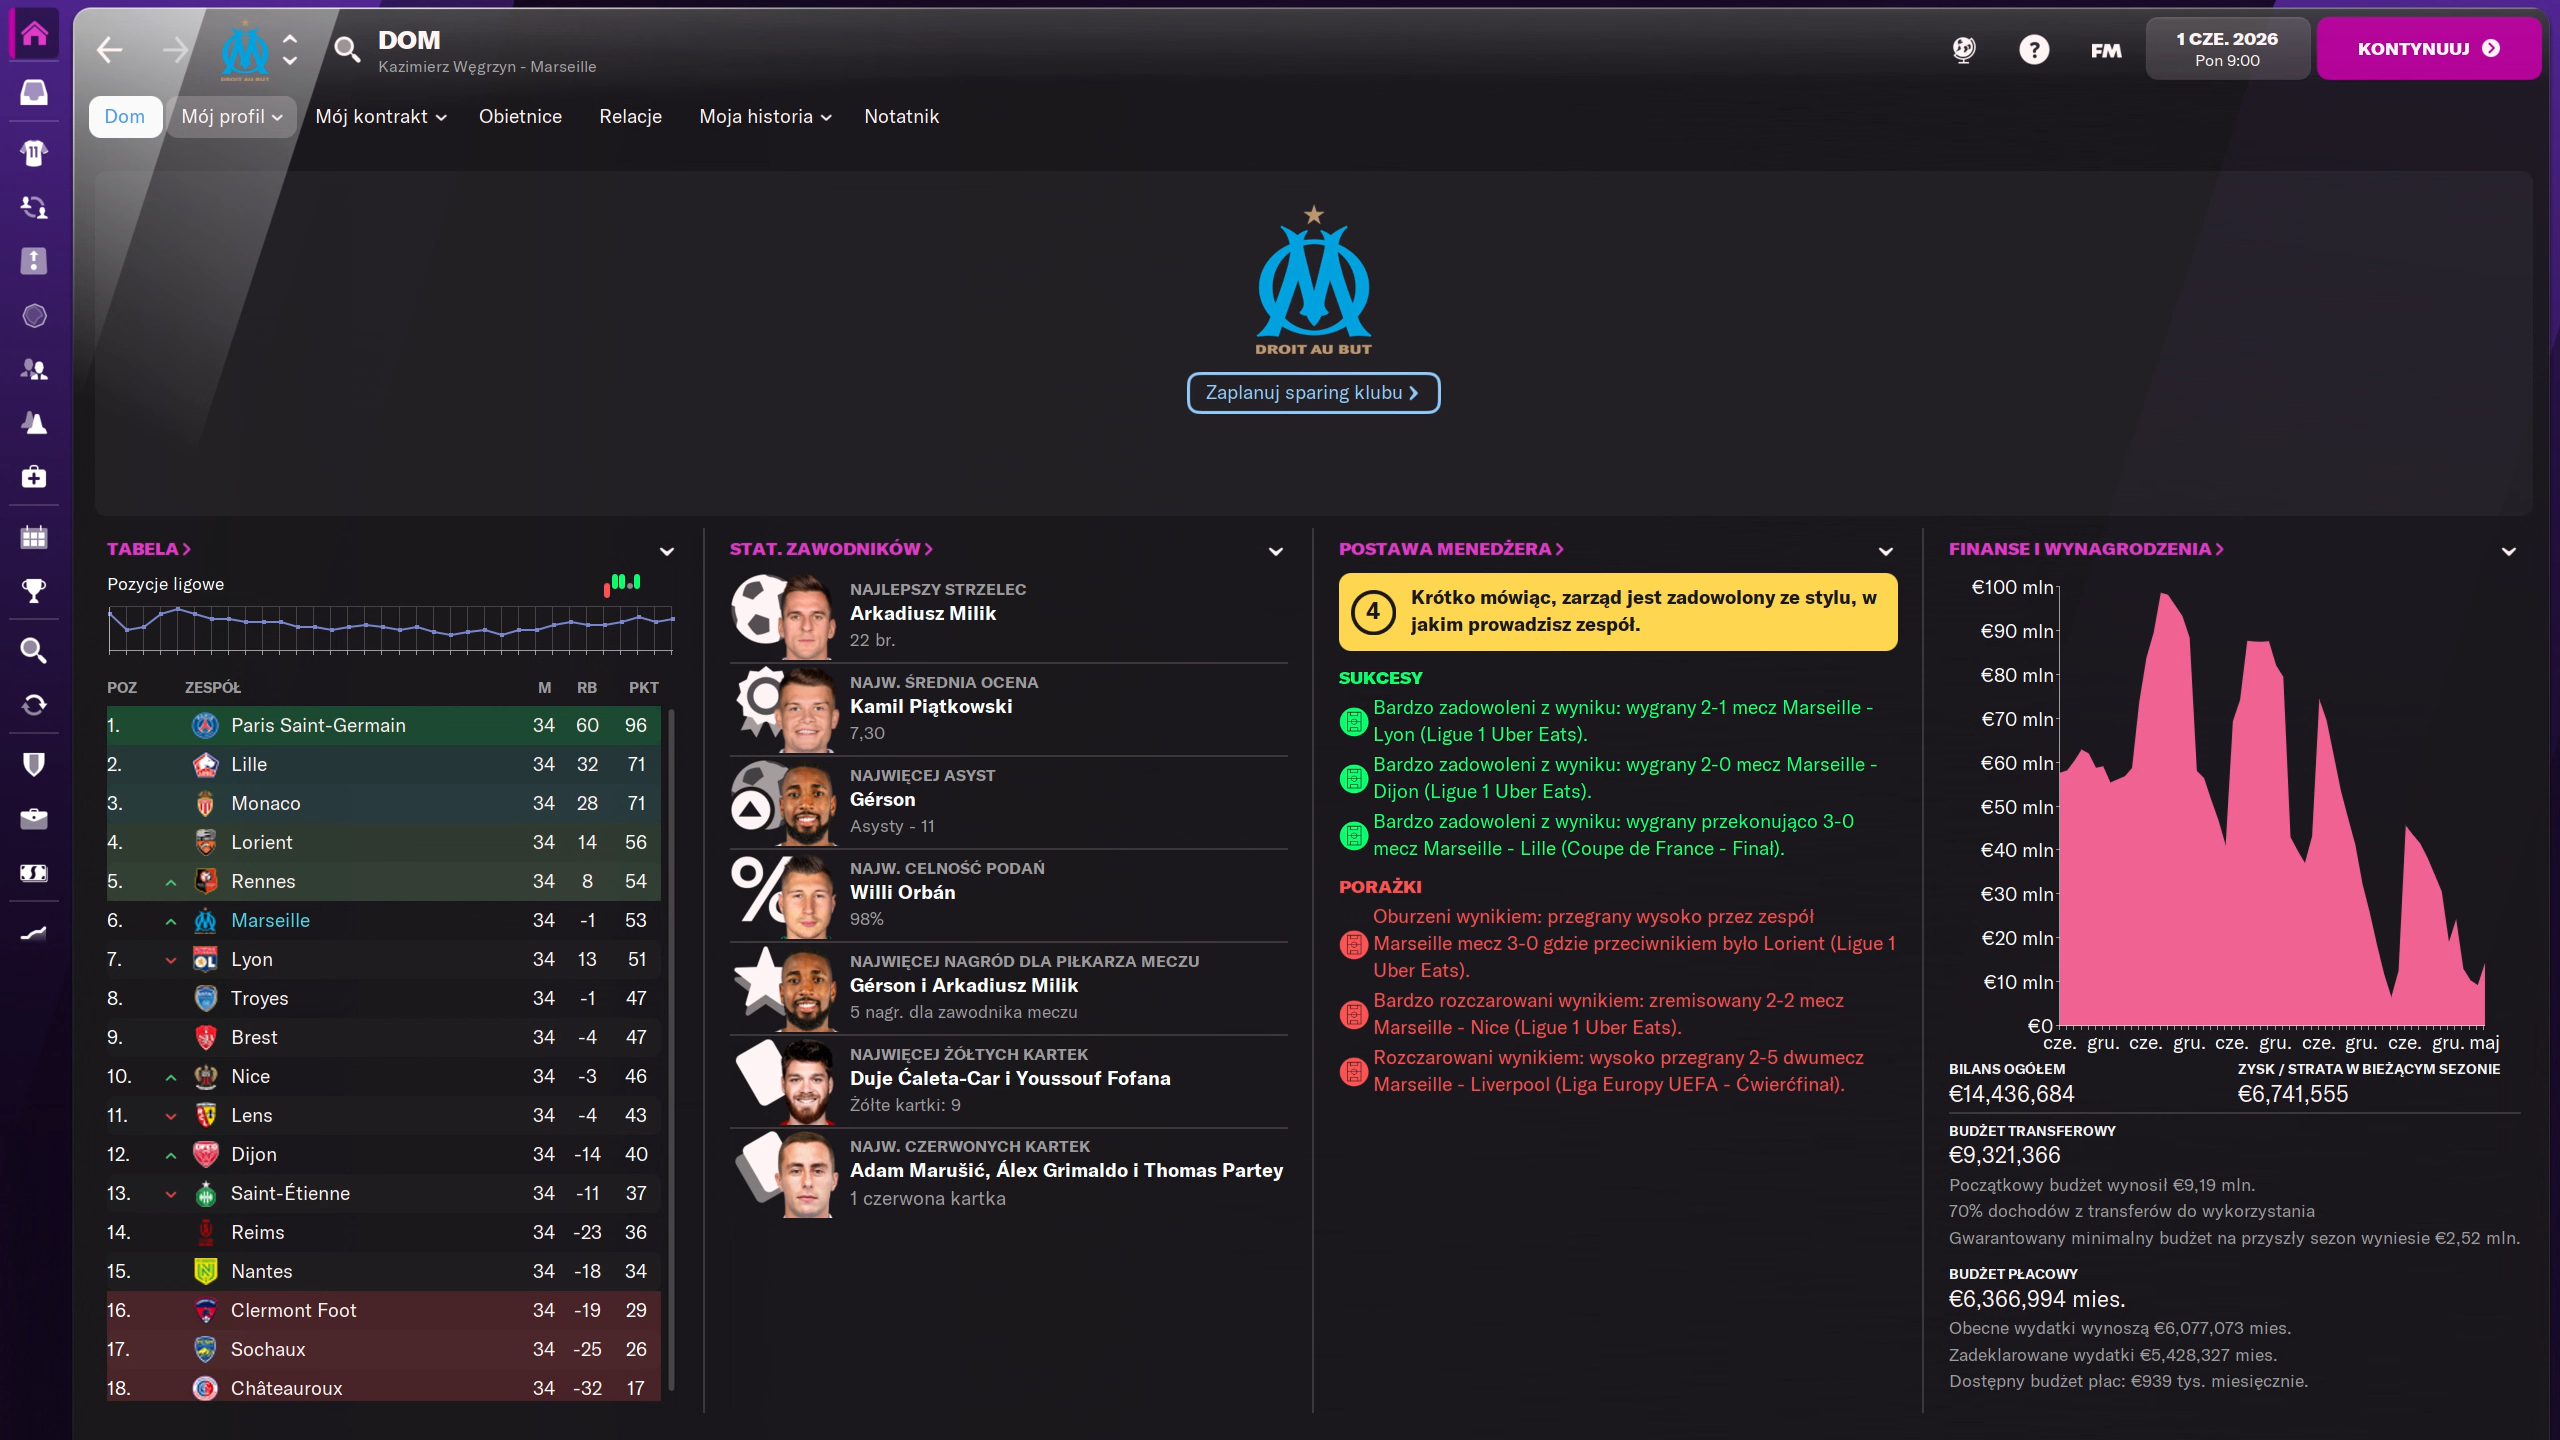 DOM
Kazimierz Węgrzyn - Marseille
FM
1 CZE. 2026
Pon 9:00
KONTYNUUJ
Dom
Mój profil
Mój kontrakt
Obietnice
Relacje
Moja historia
Notatnik
11
DROIT AU BUT
Zaplanuj sparing klubu
TABELA
Pozycje ligowe
POZ ZESPÓŁ M RB PKT
1. Paris Saint-Germain 34 60 96
2. Lille 34 32 71
3. Monaco 34 28 71
4. Lorient 34 14 56
5. Rennes 34 8 54
6. Marseille 34 -1 53
7. Lyon 34 13 51
8. Troyes 34 -1 47
9. Brest 34 -4 47
10. Nice 34 -3 46
11. Lens 34 -4 43
12. Dijon 34 -14 40
13. Saint-Étienne 34 -11 37
14. Reims 34 -23 36
15. Nantes 34 -18 34
16. Clermont Foot 34 -19 29
17. Sochaux 34 -25 26
18. Châteauroux 34 -32 17
STAT. ZAWODNIKÓW
NAJLEPSZY STRZELEC
Arkadiusz Milik
22 br.
NAJW. ŚREDNIA OCENA
Kamil Piątkowski
7,30
NAJWIĘCEJ ASYST
Gérson
Asysty - 11
NAJW. CELNOŚĆ PODAŃ
Willi Orbán
98%
NAJWIĘCEJ NAGRÓD DLA PIŁKARZA MECZU
Gérson i Arkadiusz Milik
5 nagr. dla zawodnika meczu
NAJWIĘCEJ ŻÓŁTYCH KARTEK
Duje Ćaleta-Car i Youssouf Fofana
Żółte kartki: 9
NAJW. CZERWONYCH KARTEK
Adam Marušić, Álex Grimaldo i Thomas Partey
1 czerwona kartka
POSTAWA MENEDŻERA
4
Krótko mówiąc, zarząd jest zadowolony ze stylu, w
jakim prowadzisz zespół.
SUKCESY
Bardzo zadowoleni z wyniku: wygrany 2-1 mecz Marseille -
Lyon (Ligue 1 Uber Eats).
Bardzo zadowoleni z wyniku: wygrany 2-0 mecz Marseille -
Dijon (Ligue 1 Uber Eats).
Bardzo zadowoleni z wyniku: wygrany przekonująco 3-0
mecz Marseille - Lille (Coupe de France - Finał).
PORAŻKI
Oburzeni wynikiem: przegrany wysoko przez zespół
Marseille mecz 3-0 gdzie przeciwnikiem było Lorient (Ligue 1
Uber Eats).
Bardzo rozczarowani wynikiem: zremisowany 2-2 mecz
Marseille - Nice (Ligue 1 Uber Eats).
Rozczarowani wynikiem: wysoko przegrany 2-5 dwumecz
Marseille - Liverpool (Liga Europy UEFA - Ćwierćfinał).
FINANSE I WYNAGRODZENIA
€100 mln
€90 mln
€80 mln
€70 mln
€60 mln
€50 mln
€40 mln
€30 mln
€20 mln
€10 mln
€0
cze. gru. cze. gru. cze. gru. cze. gru. cze. gru. maj
BILANS OGÓŁEM
€14,436,684
ZYSK / STRATA W BIEŻĄCYM SEZONIE
€6,741,555
BUDŻET TRANSFEROWY
€9,321,366
Początkowy budżet wynosił €9,19 mln.
70% dochodów z transferów do wykorzystania
Gwarantowany minimalny budżet na przyszły sezon wyniesie €2,52 mln.
BUDŻET PŁACOWY
€6,366,994 mies.
Obecne wydatki wynoszą €6,077,073 mies.
Zadeklarowane wydatki €5,428,327 mies.
Dostępny budżet płac: €939 tys. miesięcznie.